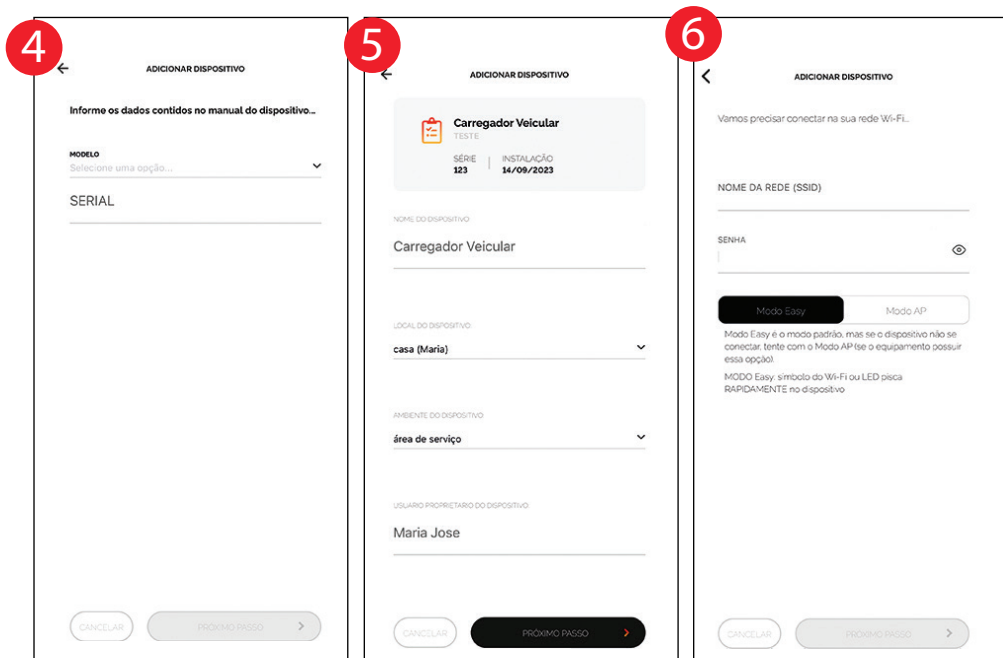 4
ADICIONAR DISPOSITIVO
Informe os dados contidos no manual do dispositivo...
MODELO
Selecione uma opção...
SERIAL
CANCELAR
PRÓXIMO PASSO
5
ADICIONAR DISPOSITIVO
Carregador Veicular
TESTE
SÉRIE
123
INSTALAÇÃO
14/09/2023
NOME DO DISPOSITIVO
Carregador Veicular
LOCAL DO DISPOSITIVO
casa (Maria)
AMBIENTE DO DISPOSITIVO
área de serviço
USUARIO PROPRIETARIO DO DISPOSITIVO
Maria Jose
CANCELAR
PRÓXIMO PASSO
6
ADICIONAR DISPOSITIVO
Vamos precisar conectar na sua rede Wi-Fi...
NOME DA REDE (SSID)
SENHA
Modo Easy
Modo AP
Modo Easy é o modo padrão, mas se o dispositivo não se
conectar, tente com o Modo AP (se o equipamento possuir
essa opção).
MODO Easy: símbolo do Wi-Fi ou LED pisca
RAPIDAMENTE no dispositivo
CANCELAR
PRÓXIMO PASSO